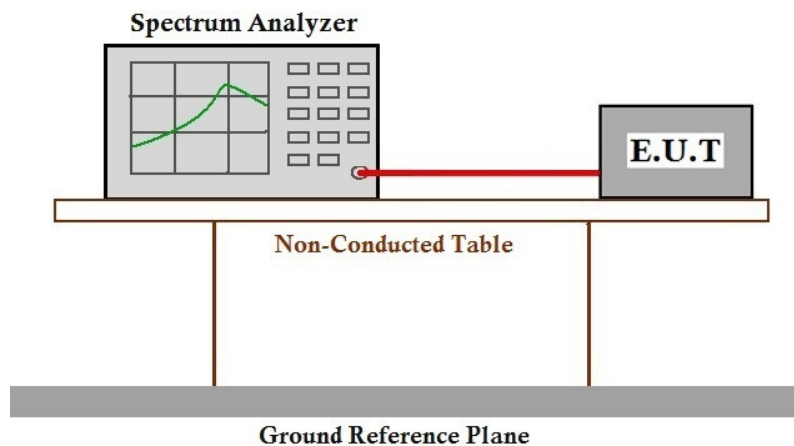 Spectrum Analyzer
E.U.T
Non-Conducted Table
Ground Reference Plane